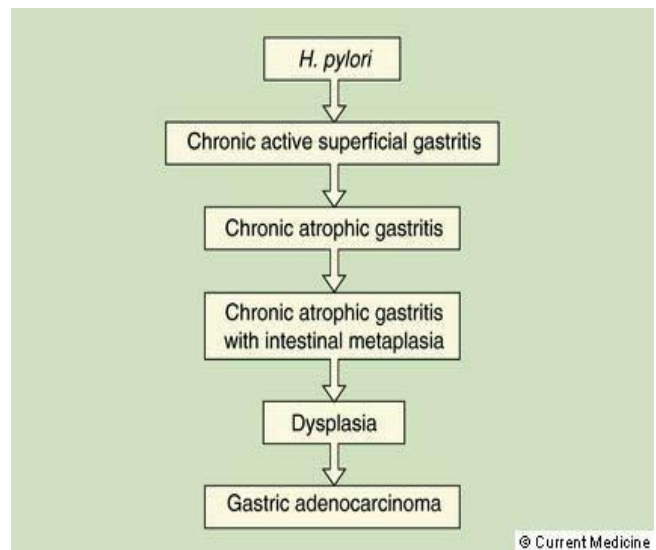 H. pylori
Chronic active superficial gastritis
Chronic atrophic gastritis
Chronic atrophic gastritis
with intestinal metaplasia
Dysplasia
Gastric adenocarcinoma
© Current Medicine